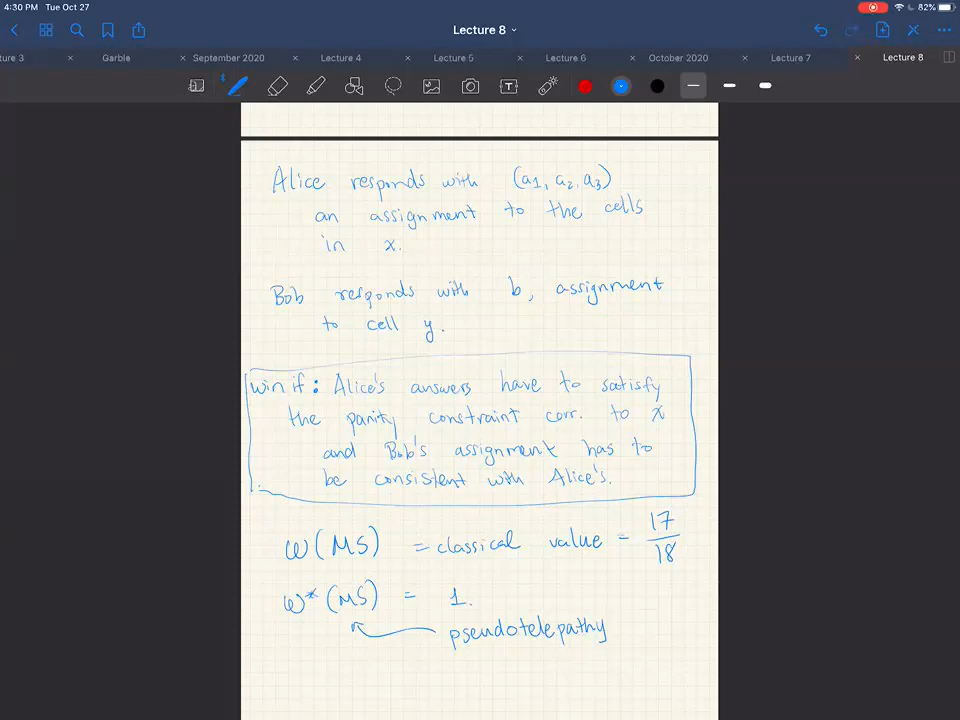 4:30 PM Tue Oct 27
82%
Lecture 8
ure 3
Garble
September 2020
Lecture 4
Lecture 5
Lecture 6
October 2020
Lecture 7
Lecture 8
Alice responds with (a1, a2, a3)
an assignment to the cells
in x.
Bob responds with b, assignment
to cell y.
Win if: Alice's answers have to satisfy
the parity constraint corr. to x
and Bob's assignment has to
be consistent with Alice's.
ω(MS) = classical value = 17/18
ω*(MS) = 1.
pseudotelepathy